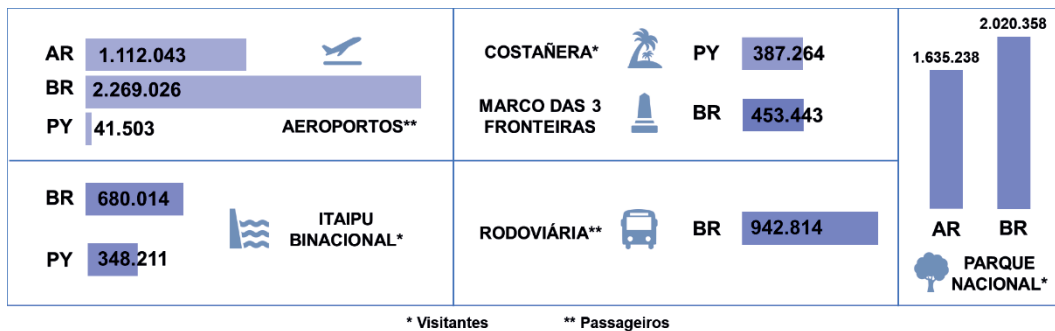 AR 1.112.043
BR 2.269.026
PY 41.503
AEROPORTOS**
COSTAÑERA* PY 387.264
MARCO DAS 3
FRONTEIRAS
BR 453.443
BR 680.014
PY 348.211
ITAIPU
BINACIONAL*
RODOVIÁRIA** BR 942.814
2.020.358
1.635.238
AR BR
PARQUE
NACIONAL*
* Visitantes ** Passageiros